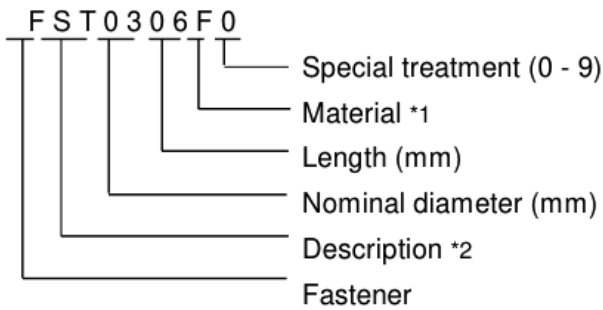 F S T 0 3 0 6 F 0
Special treatment (0 - 9)
Material *1
Length (mm)
Nominal diameter (mm)
Description *2
Fastener